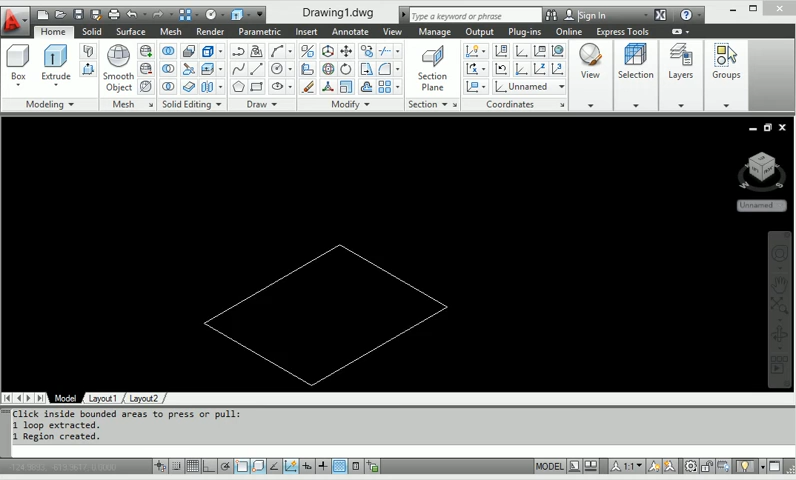 Drawing1.dwg
Type a keyword or phrase
Sign In
Home Solid Surface Mesh Render Parametric Insert Annotate View Manage Output Plug-ins Online Express Tools
Box
Extrude
Smooth Object
Section Plane
Unnamed
View
Selection
Layers
Groups
Modeling Mesh Solid Editing Draw Modify Section Coordinates
W S
Unnamed
Model Layout1 Layout2
Click inside bounded areas to press or pull:
1 loop extracted.
1 Region created.
MODEL 1:1